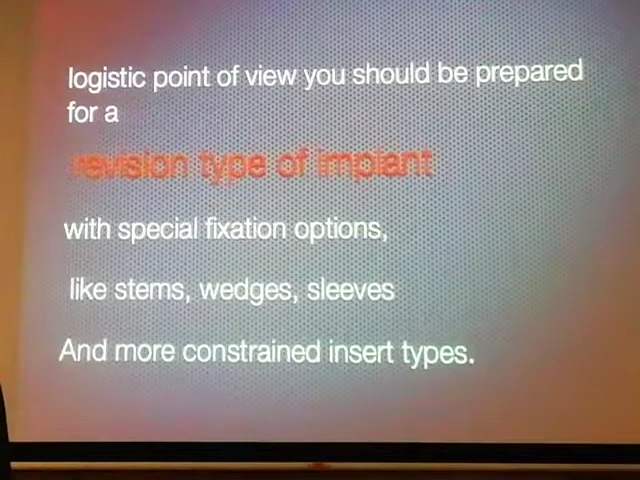 logistic point of view you should be prepared
for a
revision type of implant
with special fixation options,
like stems, wedges, sleeves
And more constrained insert types.